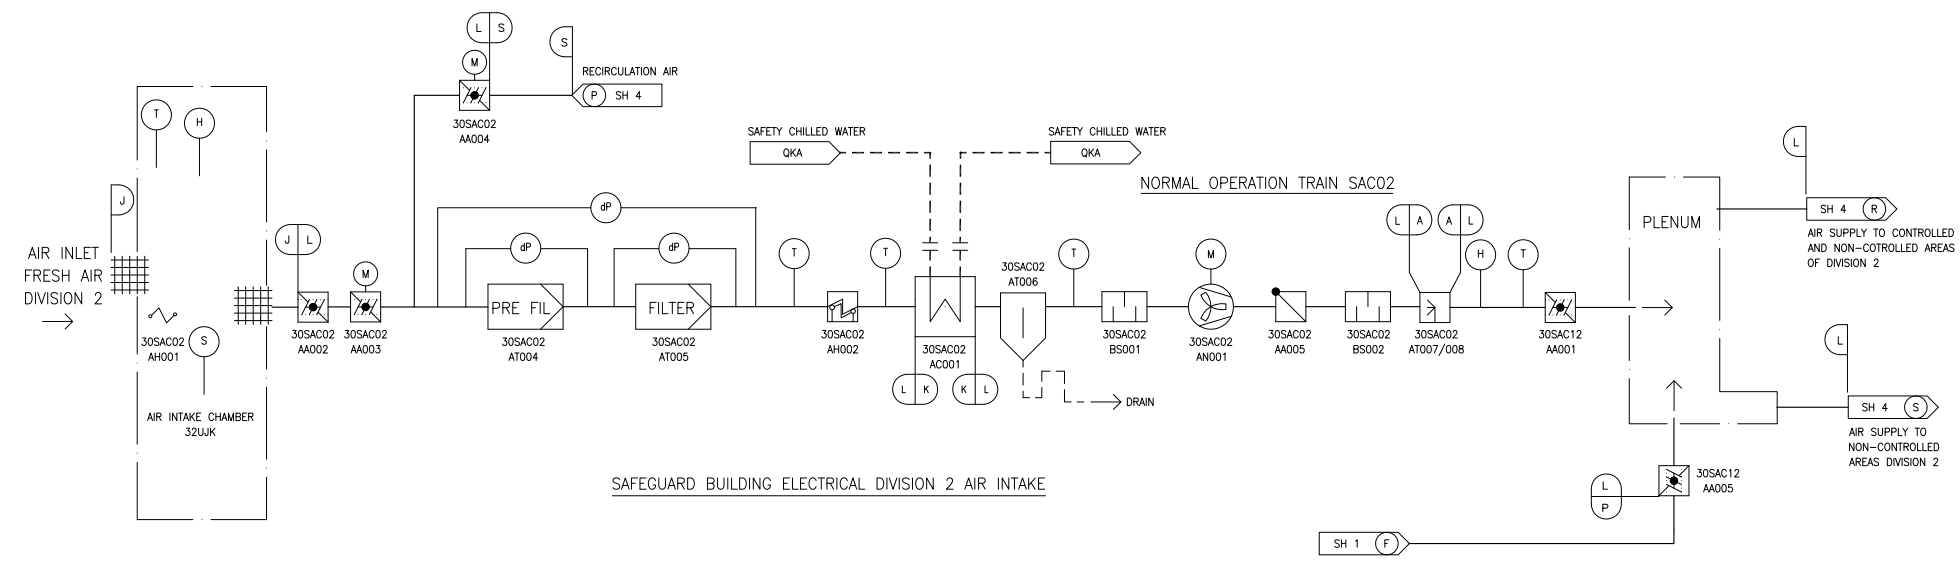 L S
S
M
RECIRCULATION AIR
P SH 4
30SAC02
AA004
T
H
J
AIR INLET
FRESH AIR
DIVISION 2
30SAC02
AH001
S
AIR INTAKE CHAMBER
32UJK
J L
M
30SAC02
AA002
30SAC02
AA003
dP
dP
dP
PRE FIL
30SAC02
AT004
FILTER
30SAC02
AT005
SAFETY CHILLED WATER
QKA
SAFETY CHILLED WATER
QKA
NORMAL OPERATION TRAIN SAC02
T
T
30SAC02
AH002
30SAC02
AC001
L K
K L
30SAC02
AT006
DRAIN
T
30SAC02
BS001
M
30SAC02
AN001
30SAC02
AA005
30SAC02
BS002
L A
A L
30SAC02
AT007/008
H
T
30SAC12
AA001
PLENUM
L
SH 4 R
AIR SUPPLY TO CONTROLLED
AND NON-COTROLLED AREAS
OF DIVISION 2
L
SH 4 S
AIR SUPPLY TO
NON-CONTROLLED
AREAS DIVISION 2
30SAC12
AA005
L
P
SH 1 F
SAFEGUARD BUILDING ELECTRICAL DIVISION 2 AIR INTAKE